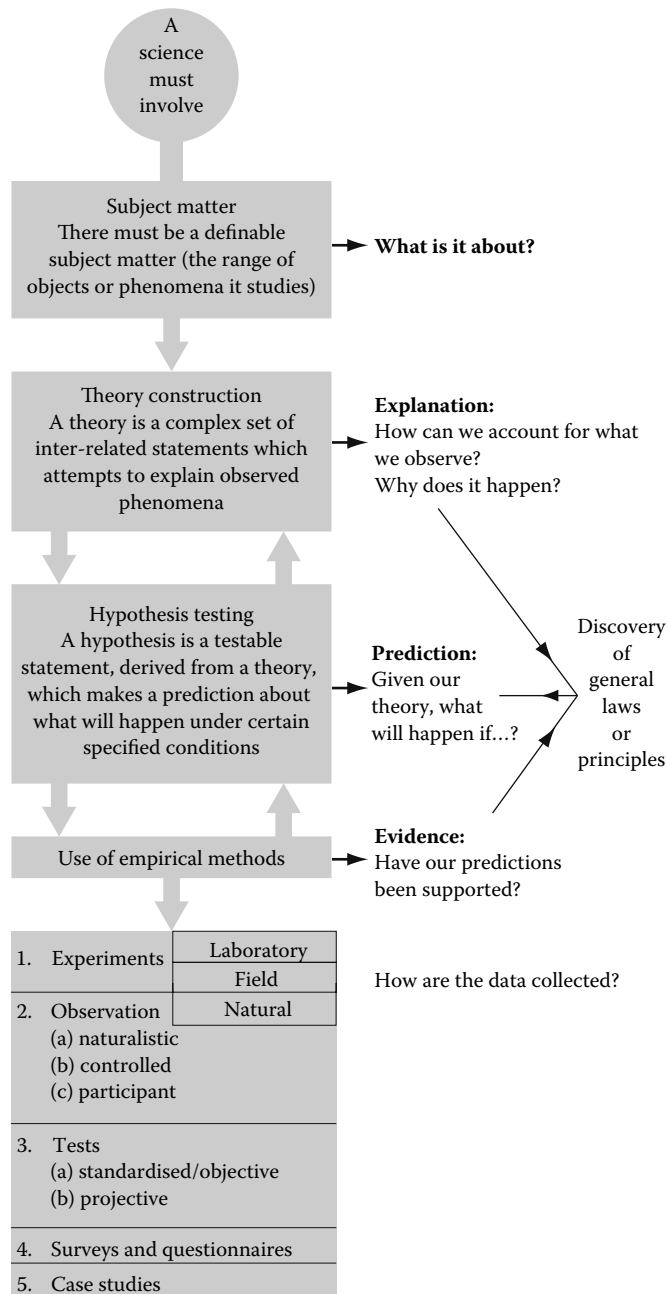 A
science
must
involve
Subject matter
There must be a definable
subject matter (the range of
objects or phenomena it studies)
What is it about?
Theory construction
A theory is a complex set of
inter-related statements which
attempts to explain observed
phenomena
Explanation:
How can we account for what
we observe?
Why does it happen?
Hypothesis testing
A hypothesis is a testable
statement, derived from a theory,
which makes a prediction about
what will happen under certain
specified conditions
Prediction:
Given our
theory, what
will happen if…?
Discovery
of
general
laws
or
principles
Use of empirical methods
Evidence:
Have our predictions
been supported?
1. Experiments
Laboratory
Field
Natural
How are the data collected?
2. Observation
(a) naturalistic
(b) controlled
(c) participant
3. Tests
(a) standardised/objective
(b) projective
4. Surveys and questionnaires
5. Case studies